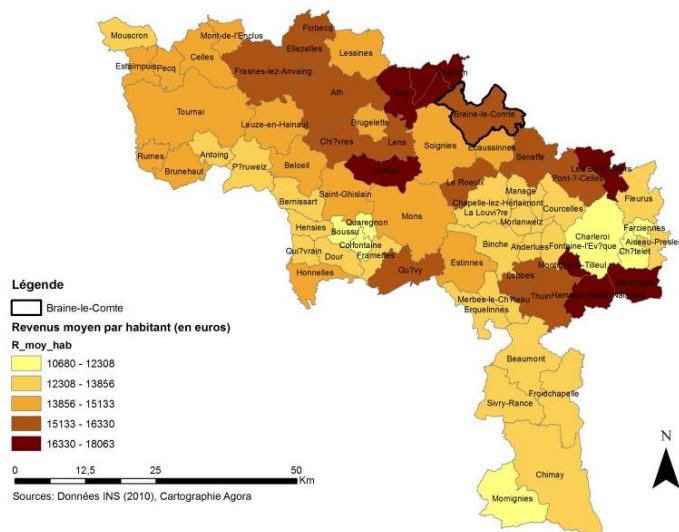 Flobecq
Mouscron
Mont-de-l'Enclus
Ellezelles
Lessines
Celles
Estaimpuis
Pecq
Frasnes-lez-Anvaing
Ath
Braine-le-Comte
Tournai
Leuze-en-Hainaut
Brugelette
Chi?vres
Lens
Soignies
Ecaussinnes
Seneffe
Rumes
Brunehaut
Antoing
P?ruwelz
Beloeil
Pont-?-Celles
Saint-Ghislain
Le Roeulx
Manage
Fleurus
Bernissart
Chapelle-lez-Herlaimont
Courcelles
La Louvi?re
Morlanwelz
Mons
Quaregnon
Hensies
Boussu
Charleroi
Farciennes
Colfontaine
Fontaine-l'Ev?que
Aiseau-Presles
Qui?vrain
Dour
Frameries
Binche
Anderlues
Ch?telet
Honnelles
Qu?vy
Estinnes
Lobbes
Thuin
Merbes-le-Ch?teau
Erquelinnes
Beaumont
Sivry-Rance
Froidchapelle
Chimay
Momignies
Légende
Braine-le-Comte
Revenus moyen par habitant (en euros)
R_moy_hab
10680 - 12308
12308 - 13856
13856 - 15133
15133 - 16330
16330 - 18063
0 12,5 25 50
Km
Sources: Données INS (2010), Cartographie Agora
N